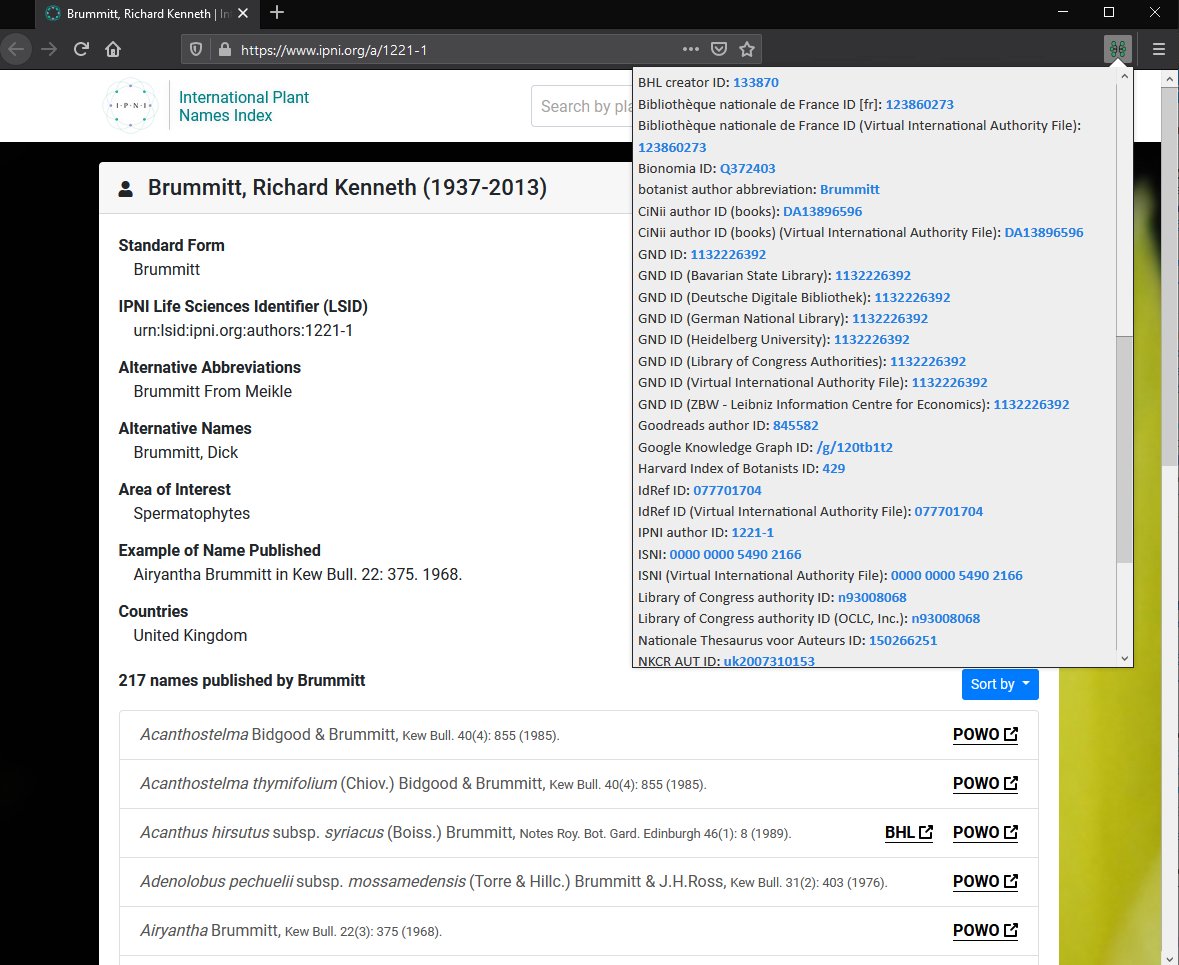 Brummitt, Richard Kenneth | In
https://www.ipni.org/a/1221-1
I·P·N·I
International Plant
Names Index
Search by pla
Brummitt, Richard Kenneth (1937-2013)
Standard Form
Brummitt
IPNI Life Sciences Identifier (LSID)
urn:lsid:ipni.org:authors:1221-1
Alternative Abbreviations
Brummitt From Meikle
Alternative Names
Brummitt, Dick
Area of Interest
Spermatophytes
Example of Name Published
Airyantha Brummitt in Kew Bull. 22: 375. 1968.
Countries
United Kingdom
BHL creator ID: 133870
Bibliothèque nationale de France ID [fr]: 123860273
Bibliothèque nationale de France ID (Virtual International Authority File):
123860273
Bionomia ID: Q372403
botanist author abbreviation: Brummitt
CiNii author ID (books): DA13896596
CiNii author ID (books) (Virtual International Authority File): DA13896596
GND ID: 1132226392
GND ID (Bavarian State Library): 1132226392
GND ID (Deutsche Digitale Bibliothek): 1132226392
GND ID (German National Library): 1132226392
GND ID (Heidelberg University): 1132226392
GND ID (Library of Congress Authorities): 1132226392
GND ID (Virtual International Authority File): 1132226392
GND ID (ZBW - Leibniz Information Centre for Economics): 1132226392
Goodreads author ID: 845582
Google Knowledge Graph ID: /g/120tb1t2
Harvard Index of Botanists ID: 429
IdRef ID: 077701704
IdRef ID (Virtual International Authority File): 077701704
IPNI author ID: 1221-1
ISNI: 0000 0000 5490 2166
ISNI (Virtual International Authority File): 0000 0000 5490 2166
Library of Congress authority ID: n93008068
Library of Congress authority ID (OCLC, Inc.): n93008068
Nationale Thesaurus voor Auteurs ID: 150266251
NKCR AUT ID: uk2007310153
217 names published by Brummitt
Sort by
Acanthostelma Bidgood & Brummitt, Kew Bull. 40(4): 855 (1985). POWO
Acanthostelma thymifolium (Chiov.) Bidgood & Brummitt, Kew Bull. 40(4): 855 (1985). POWO
Acanthus hirsutus subsp. syriacus (Boiss.) Brummitt, Notes Roy. Bot. Gard. Edinburgh 46(1): 8 (1989). BHL POWO
Adenolobus pechuelii subsp. mossamedensis (Torre & Hillc.) Brummitt & J.H.Ross, Kew Bull. 31(2): 403 (1976). POWO
Airyantha Brummitt, Kew Bull. 22(3): 375 (1968). POWO